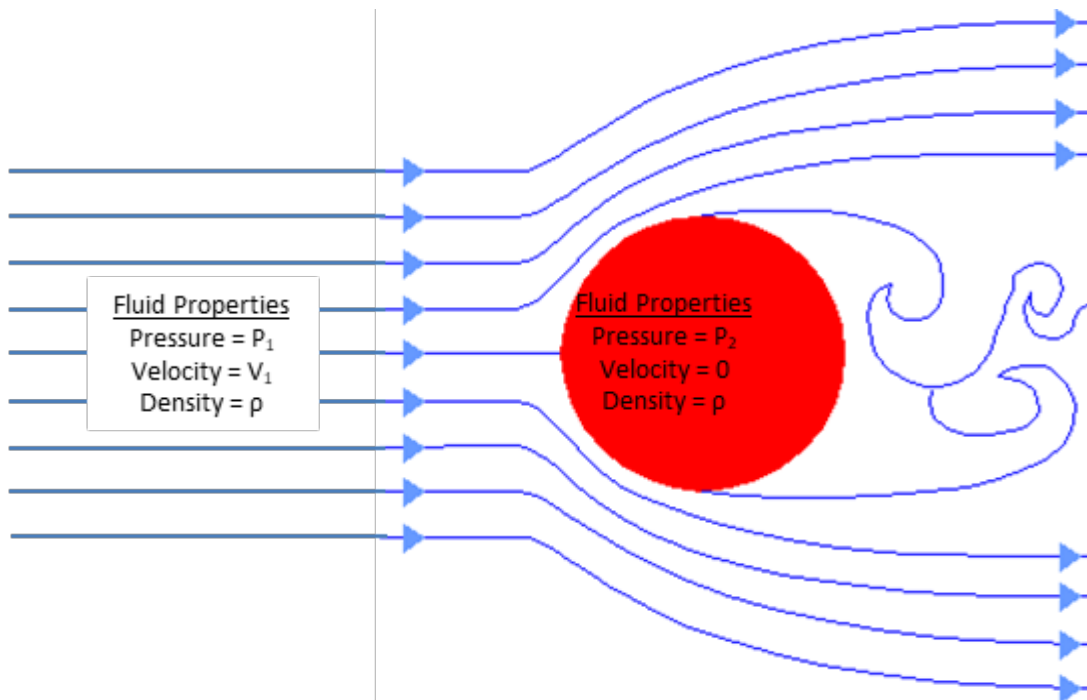 Fluid Properties
Pressure = P₁
Velocity = V₁
Density = ρ
Fluid Properties
Pressure = P₂
Velocity = 0
Density = ρ